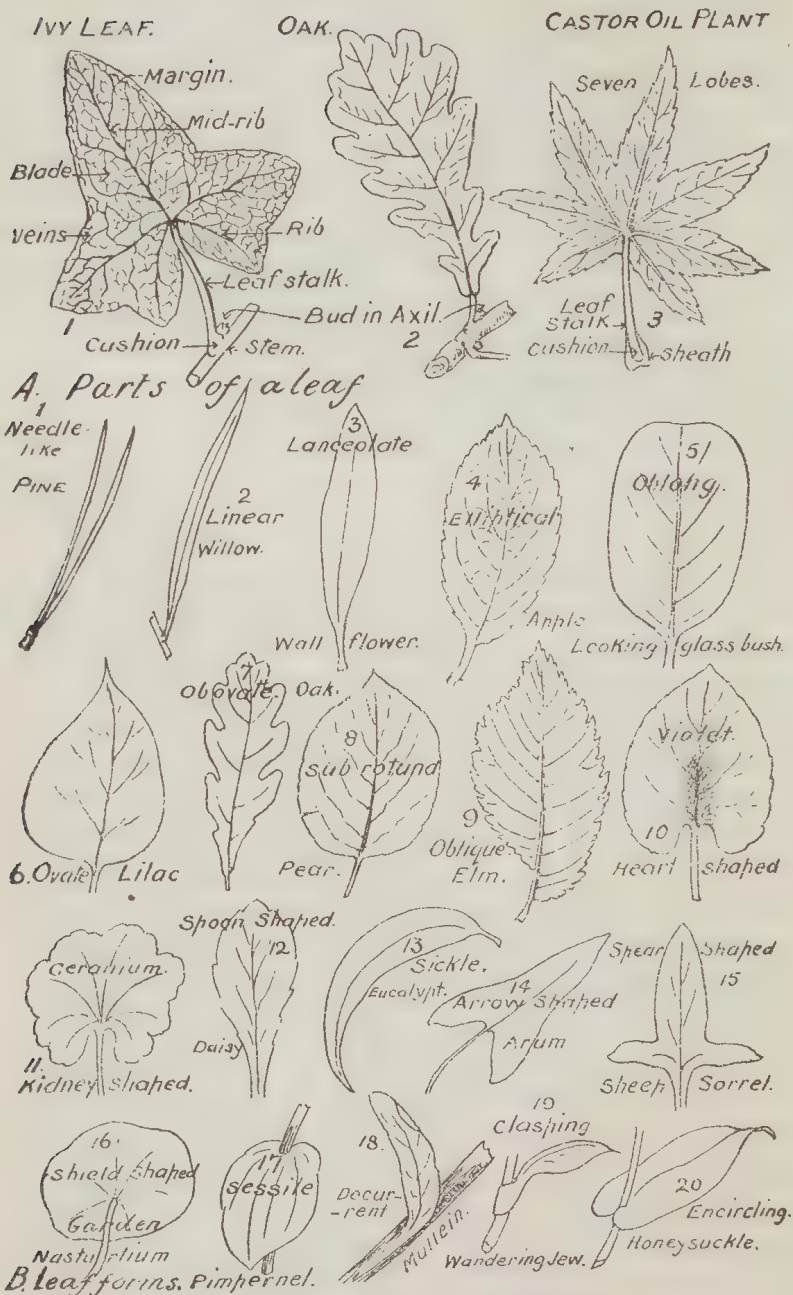 IVY LEAF.
OAK.
CASTOR OIL PLANT
Margin.
Mid-rib
Blade
Veins
Rib
Leaf stalk.
Bud in Axil.
Cushion
Stem.
1
2
Seven Lobes.
Leaf
Stalk
3
Cushion
Sheath
A. Parts of a leaf
1
Needle-
like
PINE
2
Linear
Willow.
3
Lanceolate
Wall flower.
4
Elliptical
Apple
5
Oblong.
Looking glass bush.
6. Ovate Lilac
7
Obovate. Oak.
8
Sub rotund
Pear.
9
Oblique
Elm.
Violet.
10
Heart shaped
Geranium.
11.
Kidney shaped.
Spoon Shaped.
12
Daisy
13
Sickle.
Eucalypt.
14
Arrow Shaped
Arum
Spear Shaped
15
Sheep Sorrel.
16.
Shield Shaped
Garden
Nasturtium
17
Sessile
Pimpernel.
18.
Decur-
-rent
Mullein.
19
Clasping
Wandering Jew.
20
Encircling.
Honeysuckle.
B. Leaf forms.